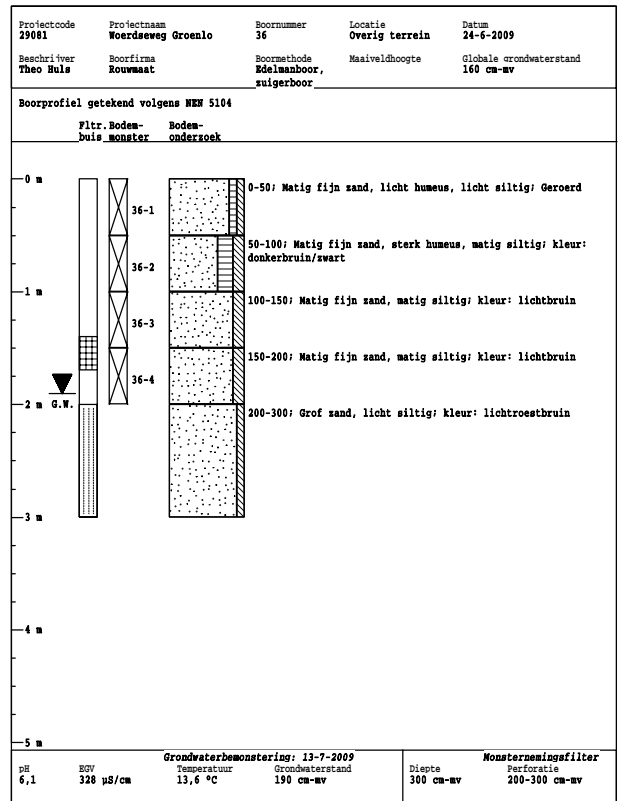 Projectcode Projectnaam Boornummer Locatie Datum
29081 Woerdseweg Groenlo 36 Overig terrein 24-6-2009
Beschrijver Boorfirma Boormethode Maaiveldhoogte Globale grondwaterstand
Theo Huls Rouwmaat Edelmanboor, 160 cm-mv
zuigerboor
Boorprofiel getekend volgens NEN 5104
Fltr. Bodem- Bodem-
buis monster onderzoek
0 m
0-50; Matig fijn zand, licht humeus, licht siltig; Geroerd
36-1
50-100; Matig fijn zand, sterk humeus, matig siltig; kleur:
donkerbruin/zwart
36-2
1 m
100-150; Matig fijn zand, matig siltig; kleur: lichtbruin
36-3
150-200; Matig fijn zand, matig siltig; kleur: lichtbruin
36-4
2 m G.W.
200-300; Grof zand, licht siltig; kleur: lichtroestbruin
3 m
4 m
5 m
Grondwaterbemonstering: 13-7-2009 Monsternemingsfilter
pH EGV Temperatuur Grondwaterstand Diepte Perforatie
6,1 328 µS/cm 13,6 °C 190 cm-mv 300 cm-mv 200-300 cm-mv